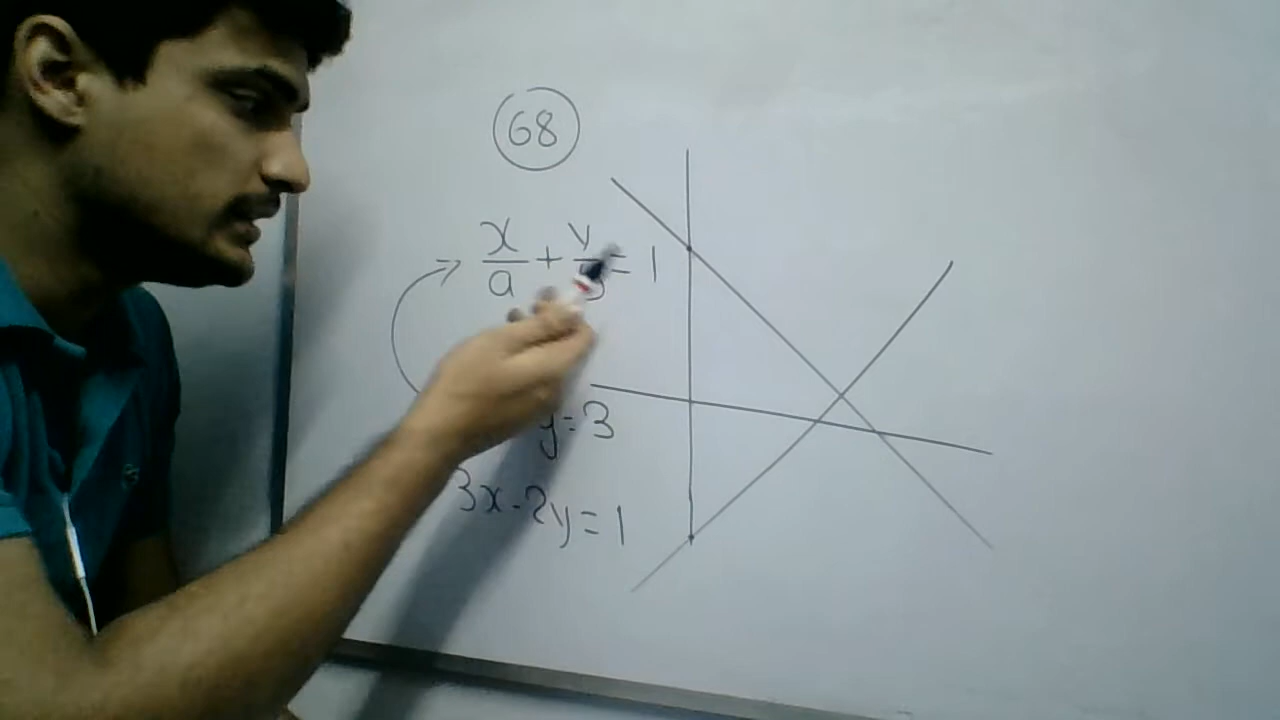 68
x/a + y/b = 1
y=3
3x-2y=1